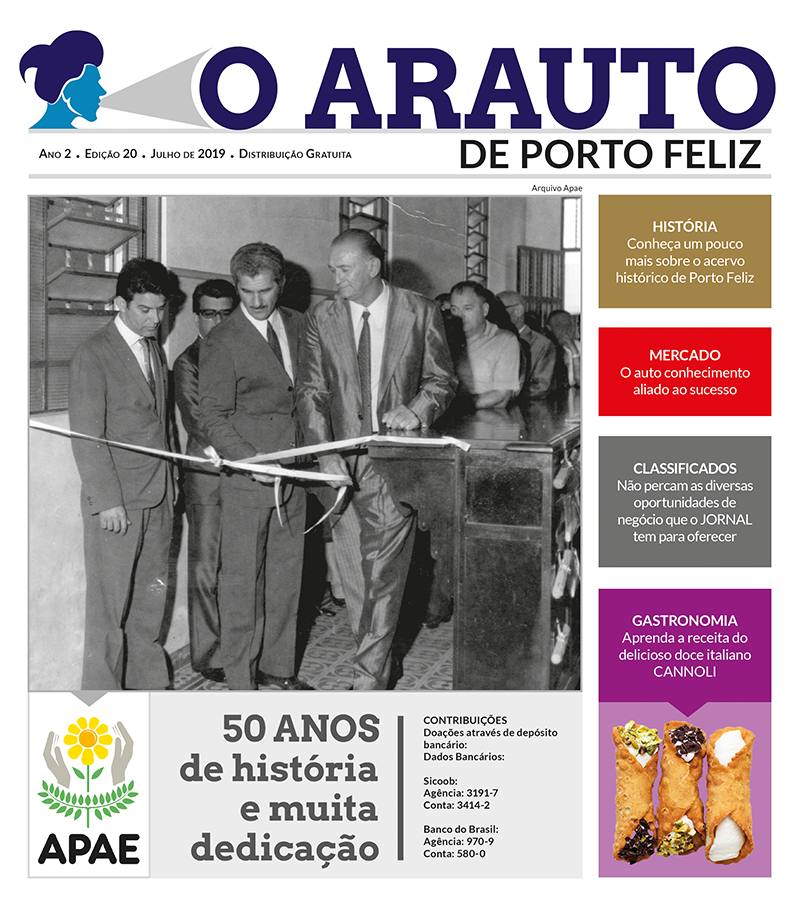 O ARAUTO
DE PORTO FELIZ
Ano 2 . Edição 20 . Julho de 2019 . Distribuição Gratuita
Arquivo Apae
HISTÓRIA
Conheça um pouco
mais sobre o acervo
histórico de Porto Feliz
MERCADO
O auto conhecimento
aliado ao sucesso
CLASSIFICADOS
Não percam as diversas
oportunidades de
negócio que o JORNAL
tem para oferecer
GASTRONOMIA
Aprenda a receita do
delicioso doce italiano
CANNOLI
APAE
50 ANOS
de história
e muita
dedicação
CONTRIBUIÇÕES
Doações através de depósito
bancário:
Dados Bancários:
Sicoob:
Agência: 3191-7
Conta: 3414-2
Banco do Brasil:
Agência: 970-9
Conta: 580-0